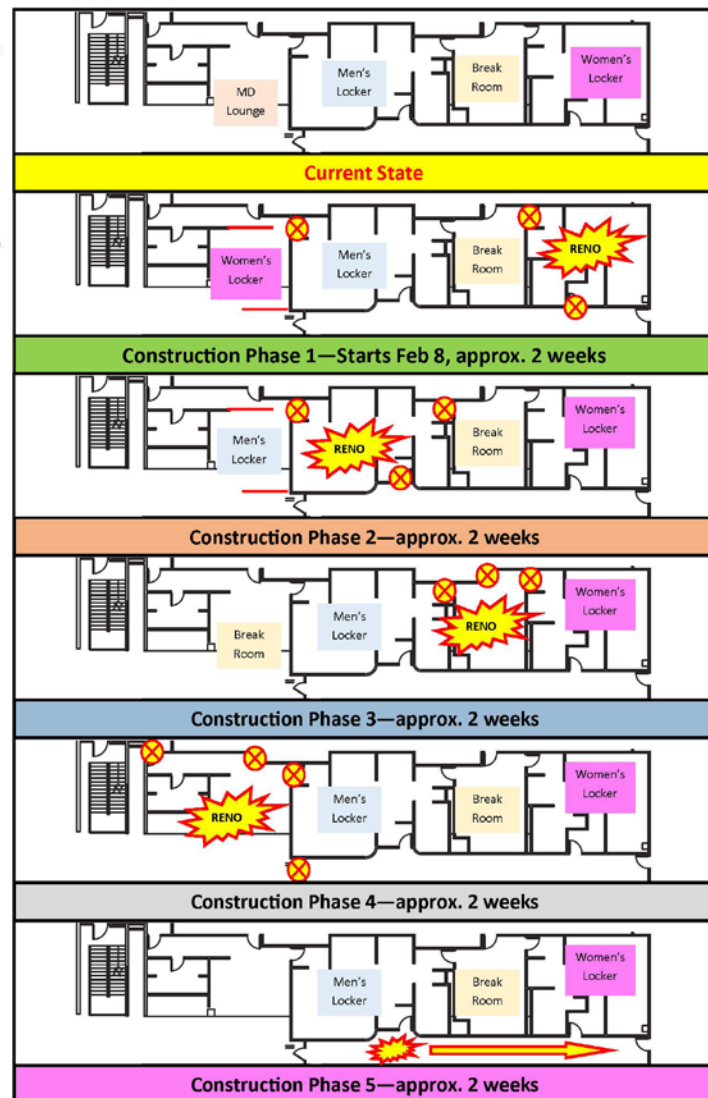 MD
Lounge
Men's
Locker
Break
Room
Women's
Locker
Current State
Women's
Locker
Men's
Locker
Break
Room
RENO
Construction Phase 1—Starts Feb 8, approx. 2 weeks
Men's
Locker
RENO
Break
Room
Women's
Locker
Construction Phase 2—approx. 2 weeks
Break
Room
Men's
Locker
RENO
Women's
Locker
Construction Phase 3—approx. 2 weeks
RENO
Men's
Locker
Break
Room
Women's
Locker
Construction Phase 4—approx. 2 weeks
Men's
Locker
Break
Room
Women's
Locker
Construction Phase 5—approx. 2 weeks